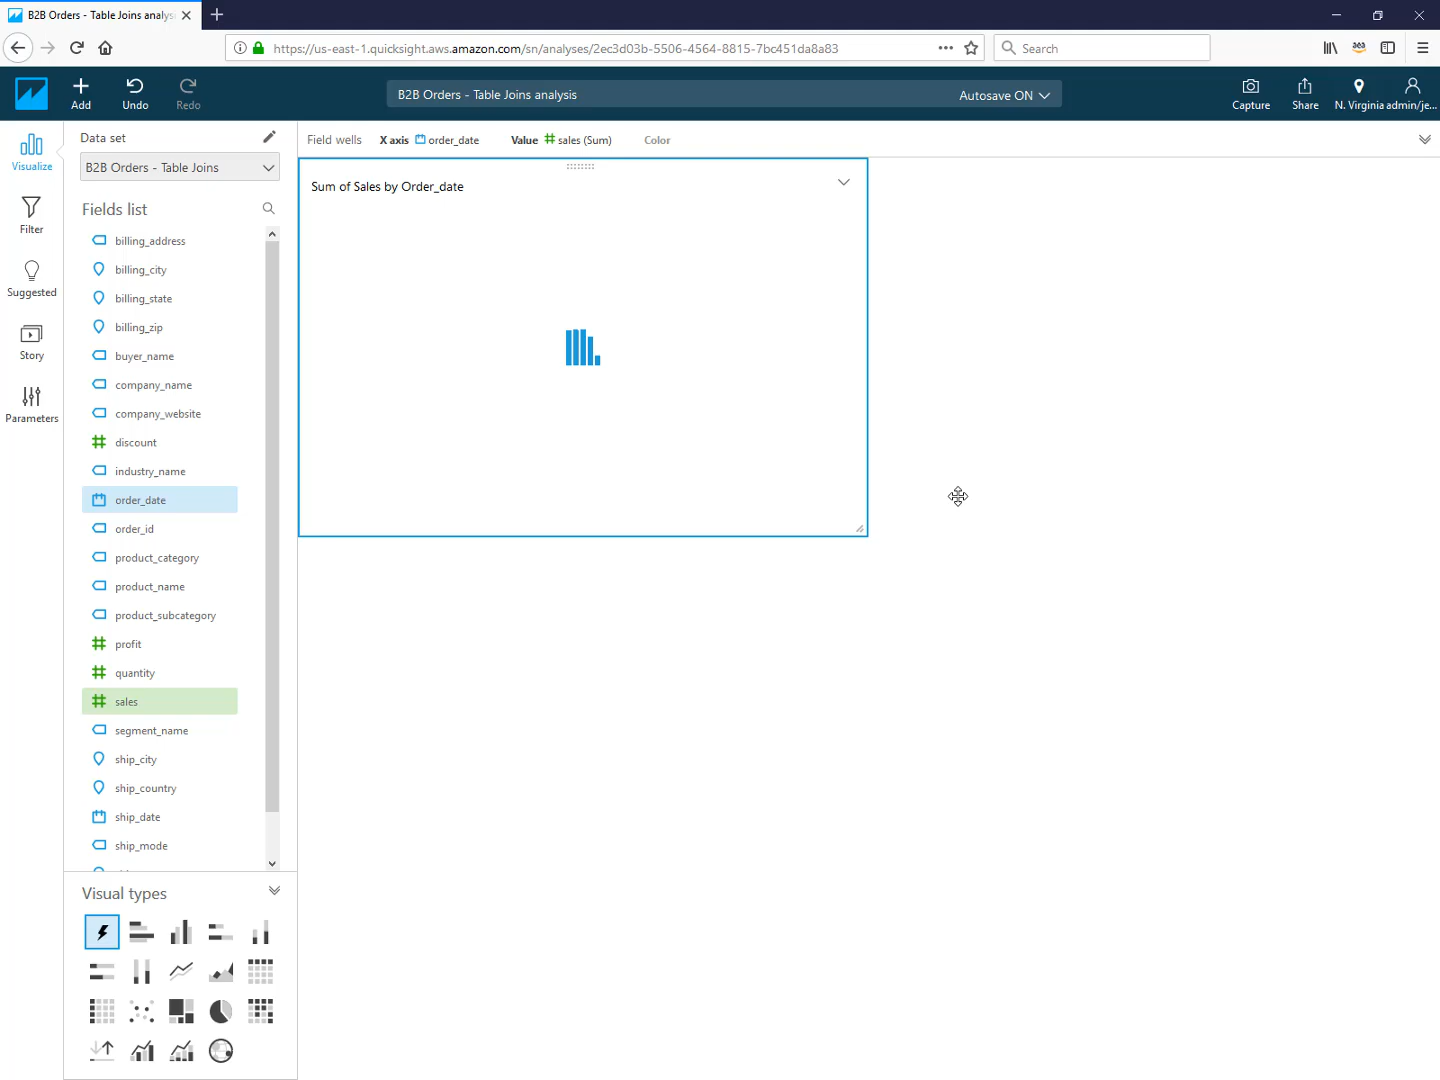 B2B Orders - Table Joins analys
https://us-east-1.quicksight.aws.amazon.com/sn/analyses/2ec3d03b-5506-4564-8815-7bc451da8a83
Search
Add
Undo
Redo
B2B Orders - Table Joins analysis
Autosave ON
Capture
Share
N. Virginia
admin/je...
Visualize
Filter
Suggested
Story
Parameters
Data set
B2B Orders - Table Joins
Fields list
billing_address
billing_city
billing_state
billing_zip
buyer_name
company_name
company_website
discount
industry_name
order_date
order_id
product_category
product_name
product_subcategory
profit
quantity
sales
segment_name
ship_city
ship_country
ship_date
ship_mode
Visual types
Field wells X axis order_date Value sales (Sum) Color
Sum of Sales by Order_date